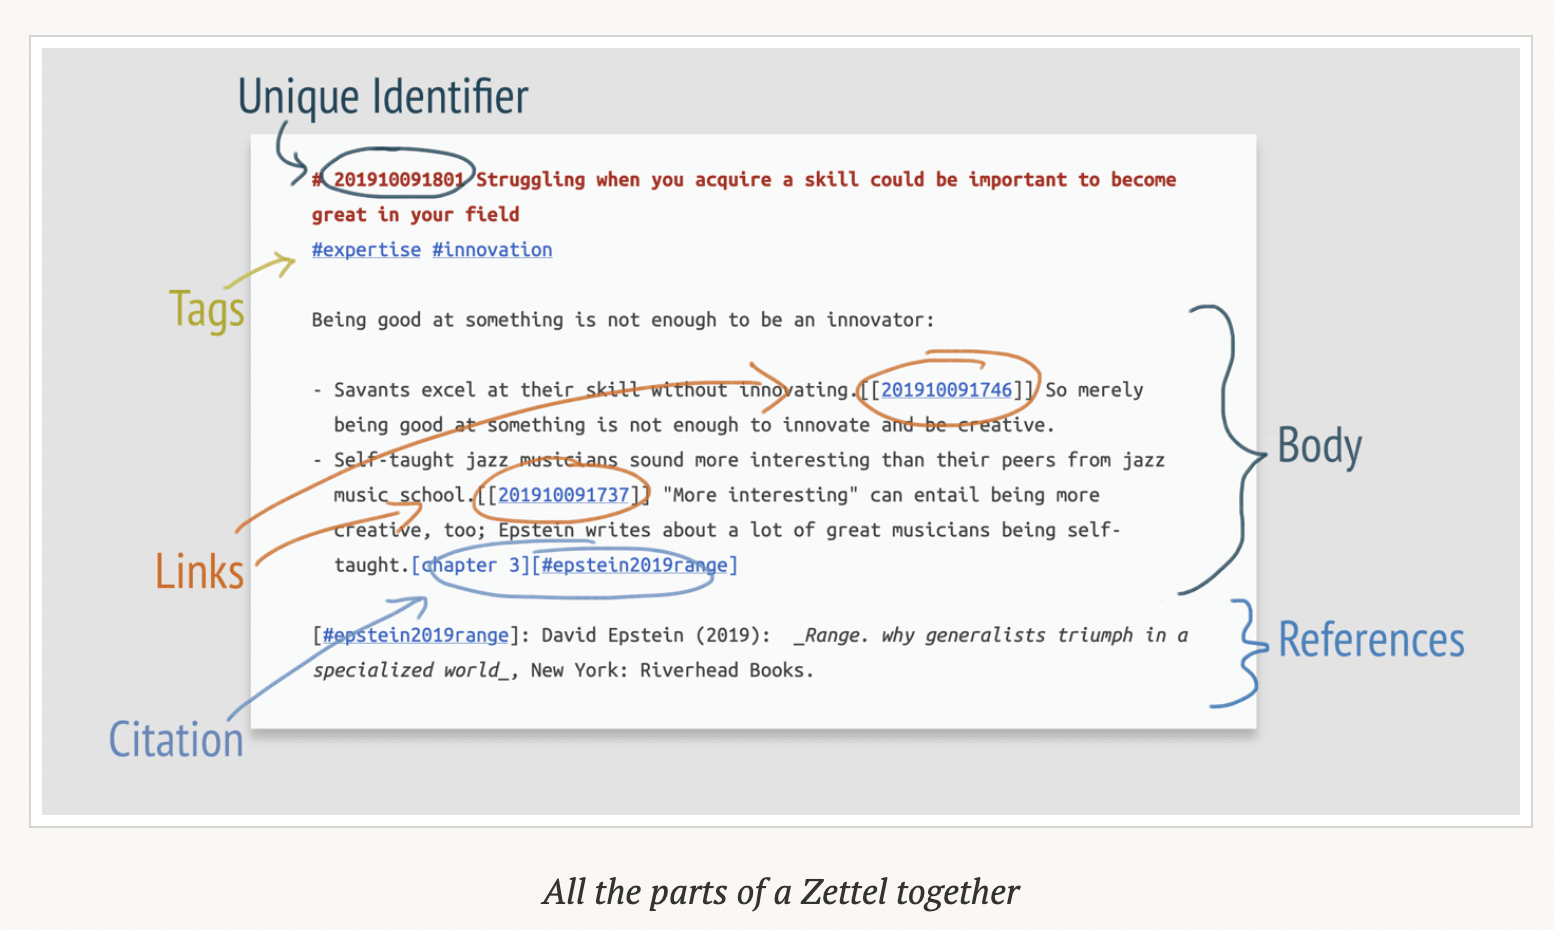 Unique Identifier
# 201910091801 Struggling when you acquire a skill could be important to become
great in your field
#expertise #innovation
Tags
Being good at something is not enough to be an innovator:
- Savants excel at their skill without innovating.[[201910091746]] So merely
being good at something is not enough to innovate and be creative.
Body
- Self-taught jazz musicians sound more interesting than their peers from jazz
music school.[[201910091737]] "More interesting" can entail being more
creative, too; Epstein writes about a lot of great musicians being self-
taught.[chapter 3][#epstein2019range]
Links
[#epstein2019range]: David Epstein (2019): _Range. why generalists triumph in a
specialized world_, New York: Riverhead Books.
References
Citation
All the parts of a Zettel together